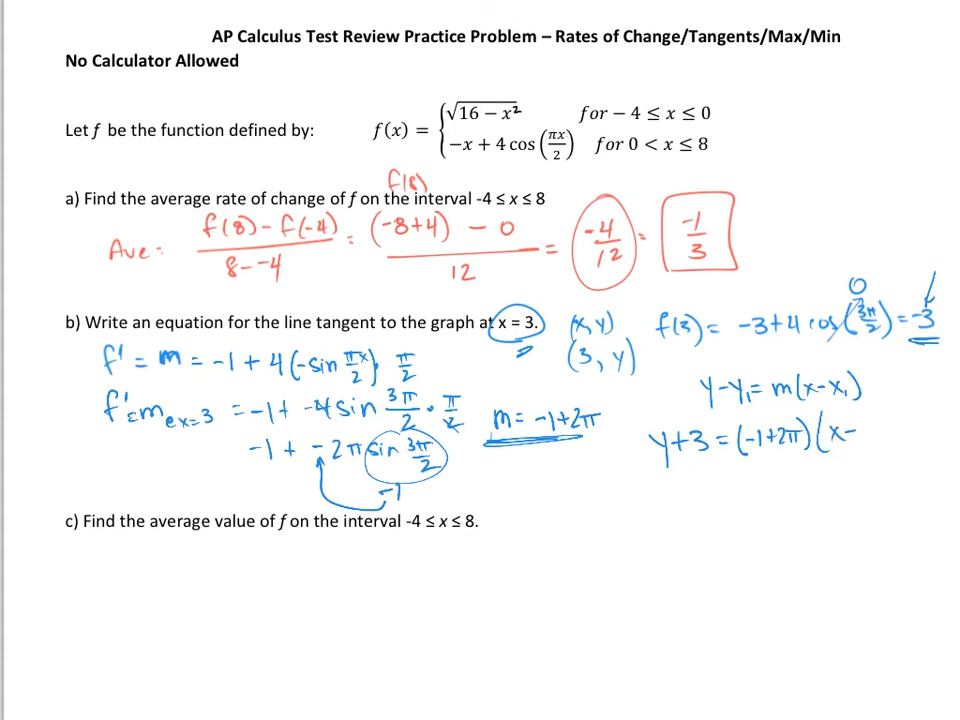 AP Calculus Test Review Practice Problem – Rates of Change/Tangents/Max/Min
No Calculator Allowed
Let f be the function defined by: f(x) = { √(16 − x²) for − 4 ≤ x ≤ 0
−x + 4 cos (πx/2) for 0 < x ≤ 8
f(8)
a) Find the average rate of change of f on the interval -4 ≤ x ≤ 8
Ave = (f(8) - f(-4))/(8 - -4) = ((-8+4) - 0)/12 = -4/12 = -1/3
b) Write an equation for the line tangent to the graph at x = 3. (x, y) f(3) = -3+4 cos(3π/2) = -3
0
(3, y)
f' = m = -1 + 4(-sin πx/2) π/2
y-y₁ = m(x-x₁)
m @x=3 = -1 + -4 sin 3π/2 · π/2 m = -1+2π
y+3 = (-1+2π)(x-
-1 + -2π sin 3π/2
-1
c) Find the average value of f on the interval -4 ≤ x ≤ 8.